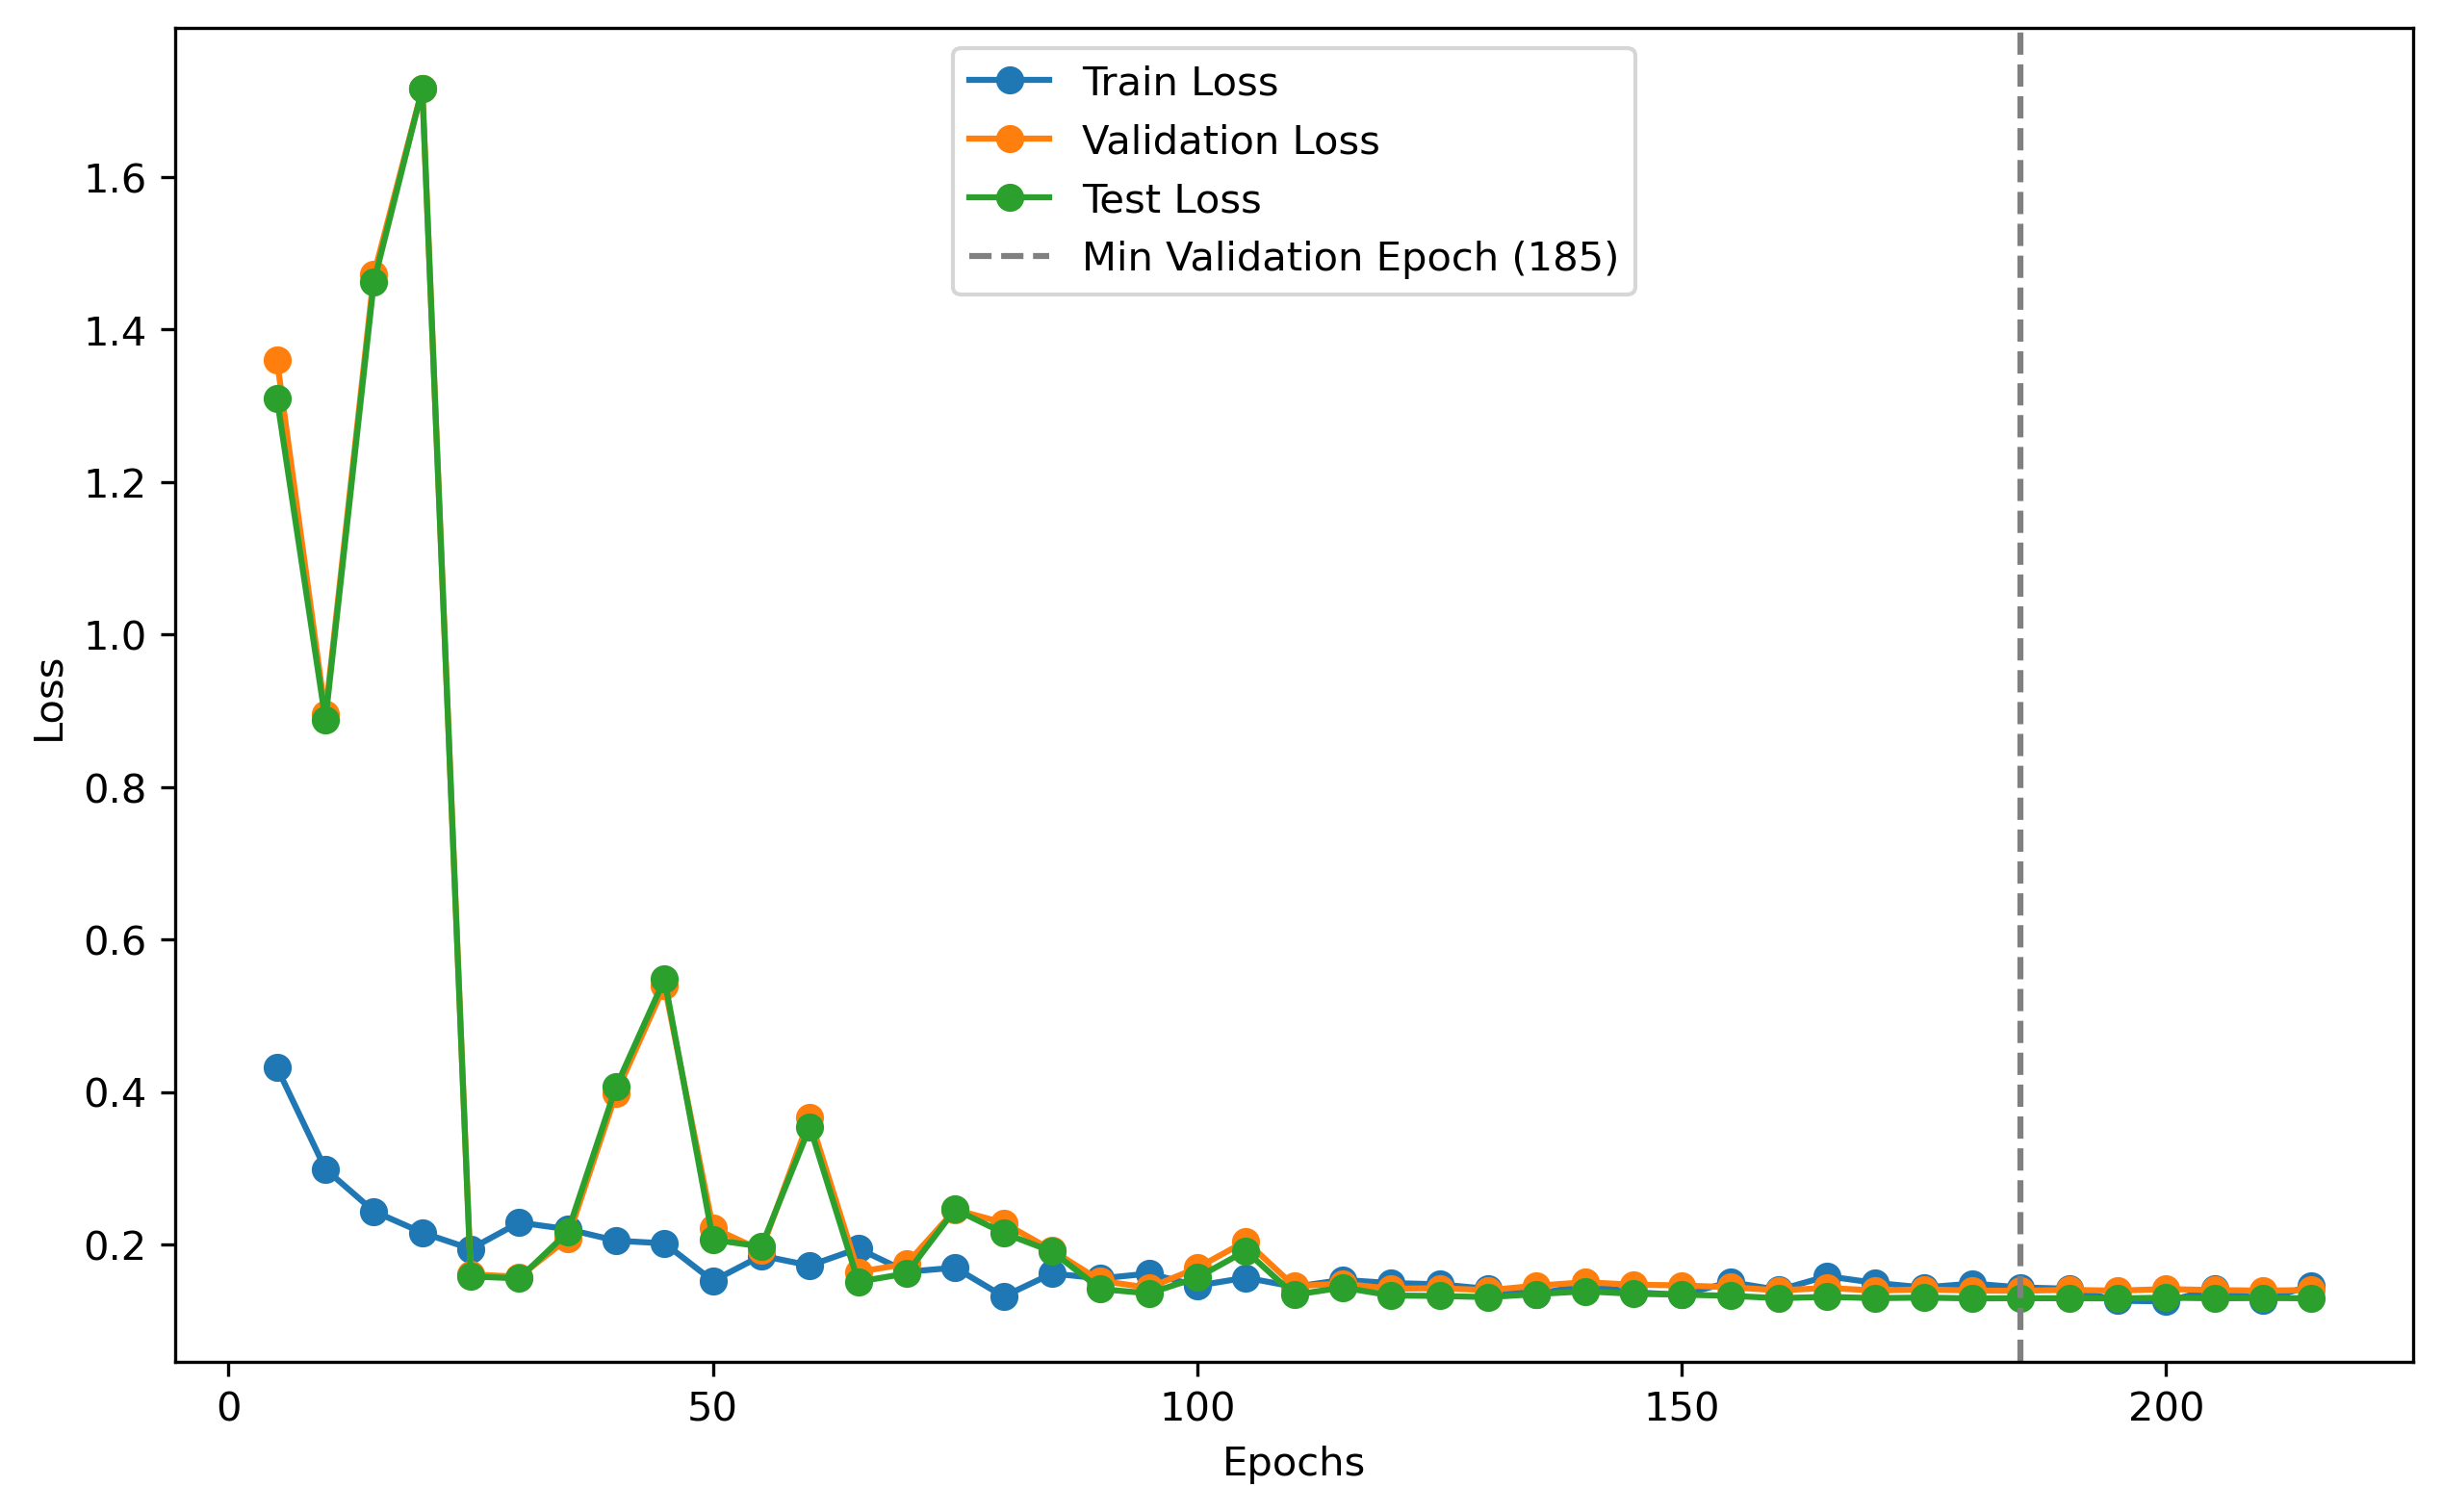 Train Loss
Validation Loss
Test Loss
Min Validation Epoch (185)
1.6
1.4
1.2
1.0
0.8
0.6
0.4
0.2
Loss
0 50 100 150 200
Epochs